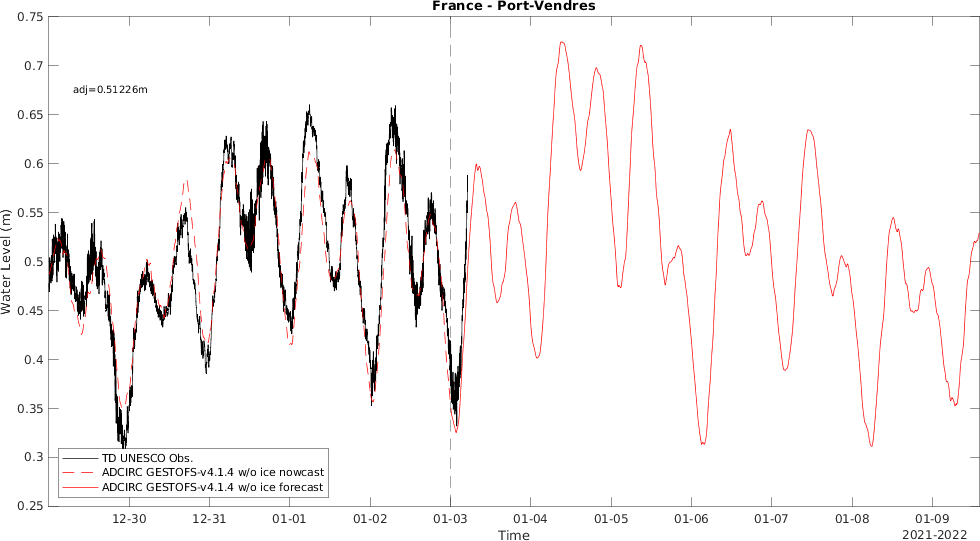 France - Port-Vendres
0.75
0.7
0.65
0.6
0.55
0.5
0.45
0.4
0.35
0.3
0.25
Water Level (m)
adj=0.51226m
TD UNESCO Obs.
ADCIRC GESTOFS-v4.1.4 w/o ice nowcast
ADCIRC GESTOFS-v4.1.4 w/o ice forecast
12-30 12-31 01-01 01-02 01-03 01-04 01-05 01-06 01-07 01-08 01-09
Time
2021-2022